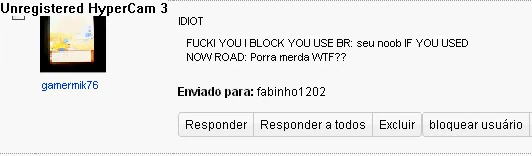 Unregistered HyperCam 3
IDIOT
FUCKI YOU I BLOCK YOU USE BR: seu noob IF YOU USED
NOW ROAD: Porra merda WTF??
gamermik76
Enviado para: fabinho1202
Responder
Responder a todos
Excluir
bloquear usuário